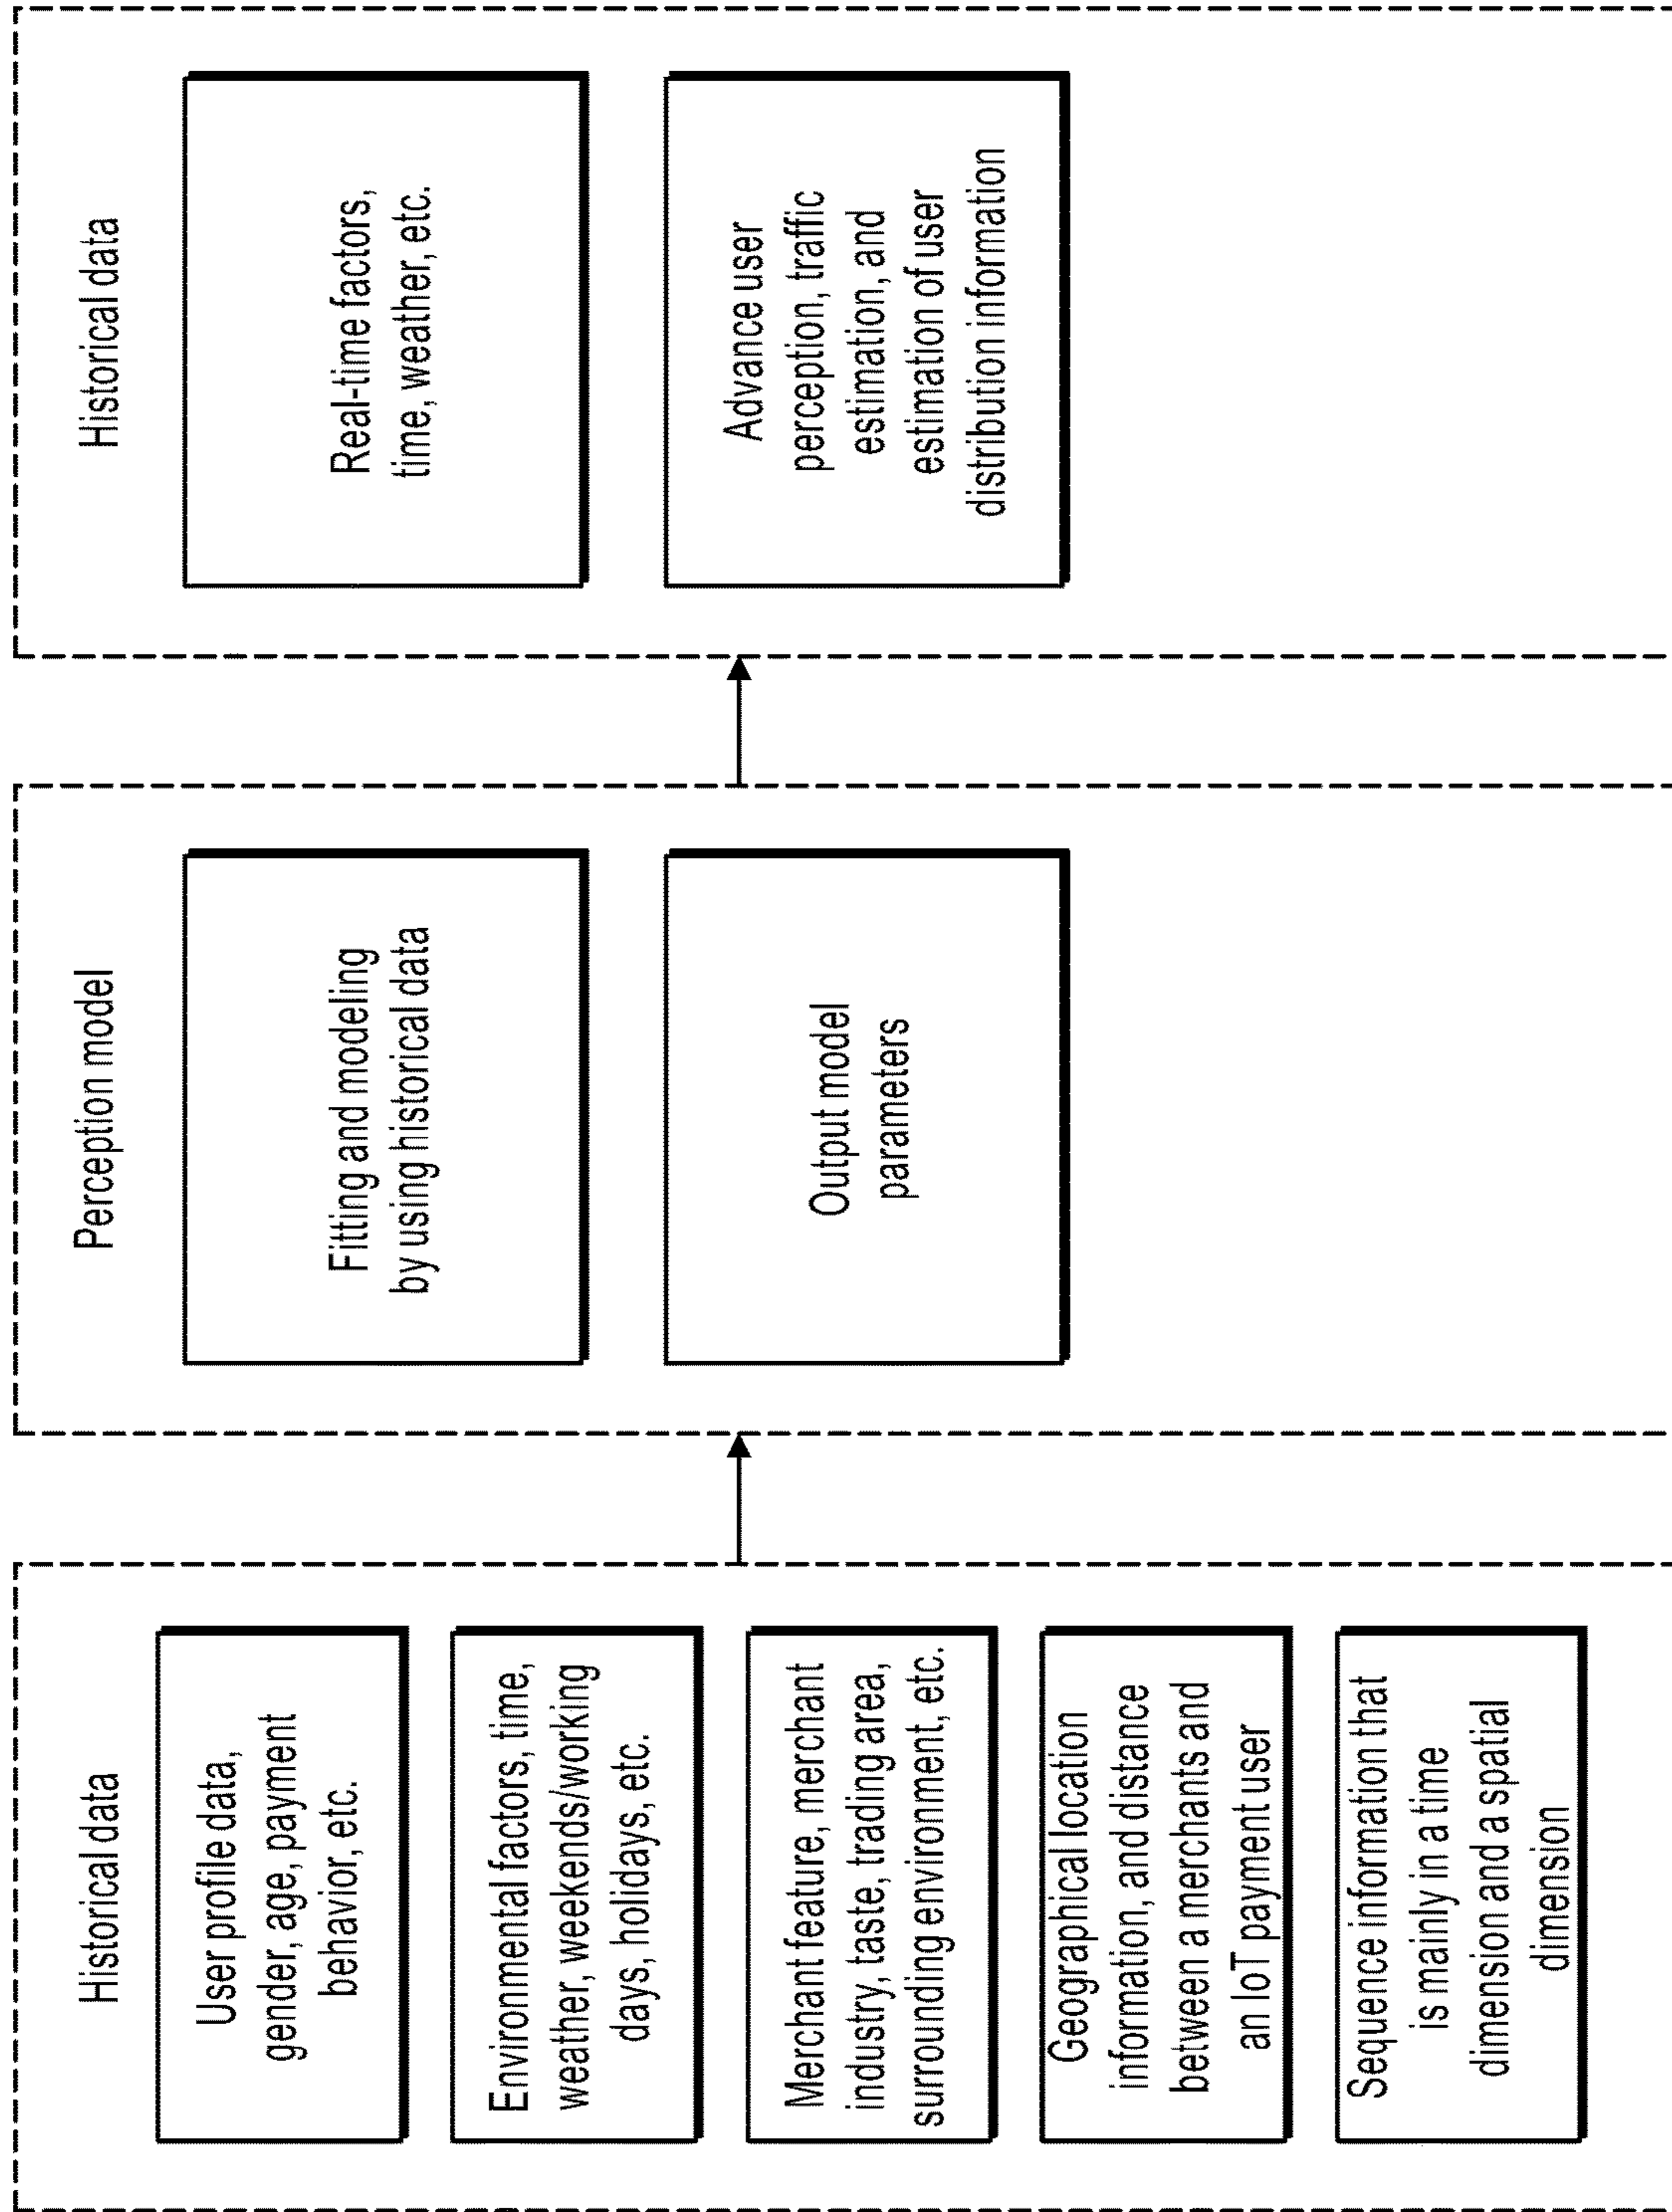 Historical data
User profile data,
gender, age, payment
behavior, etc.
Environmental factors, time,
weather, weekends/working
days, holidays, etc.
Merchant feature, merchant
industry, taste, trading area,
surrounding environment, etc.
Geographical location
information, and distance
between a merchants and
an IoT payment user
Sequence information that
is mainly in a time
dimension and a spatial
dimension
Perception model
Fitting and modeling
by using historical data
Output model
parameters
Historical data
Real-time factors,
time, weather, etc.
Advance user
perception, traffic
estimation, and
estimation of user
distribution information